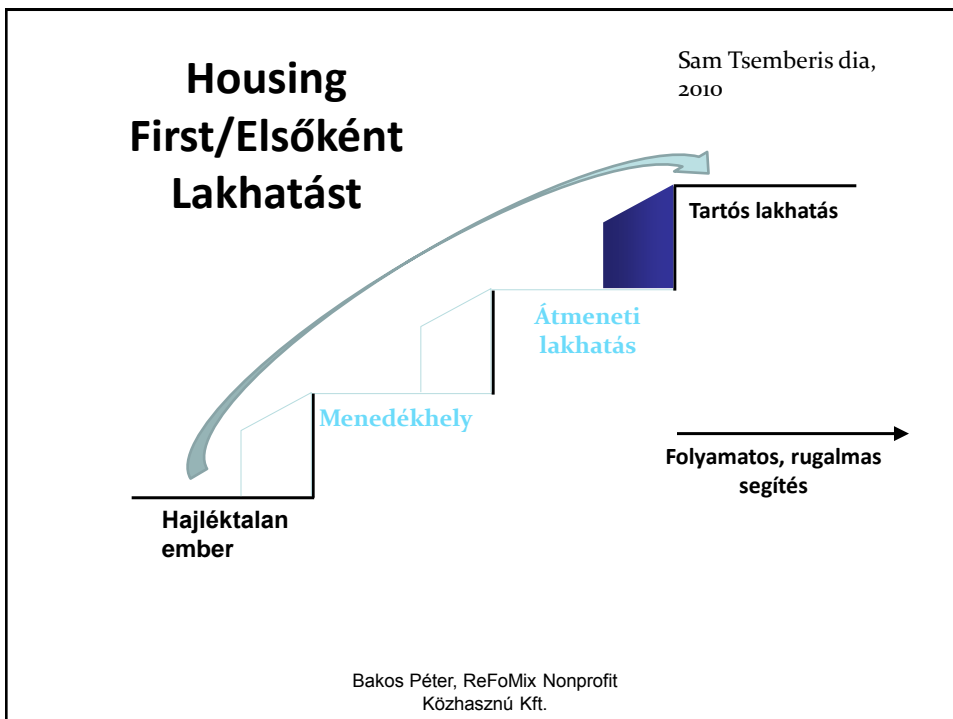 Housing
First/Elsőként
Lakhatást
Sam Tsemberis dia,
2010
Tartós lakhatás
Átmeneti
lakhatás
Menedékhely
Folyamatos, rugalmas
segítés
Hajléktalan
ember
Bakos Péter, ReFoMix Nonprofit
Közhasznú Kft.